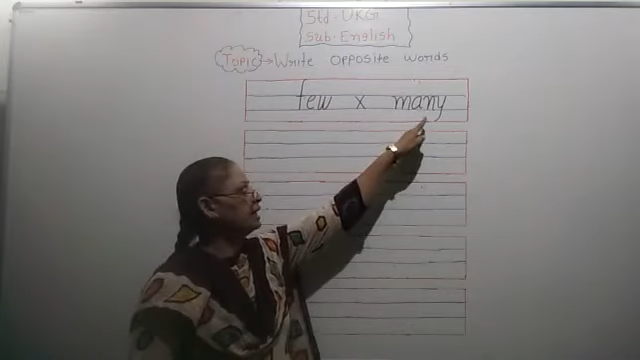 Std - UKG
Sub - English
Topic → Write opposite words
few x many